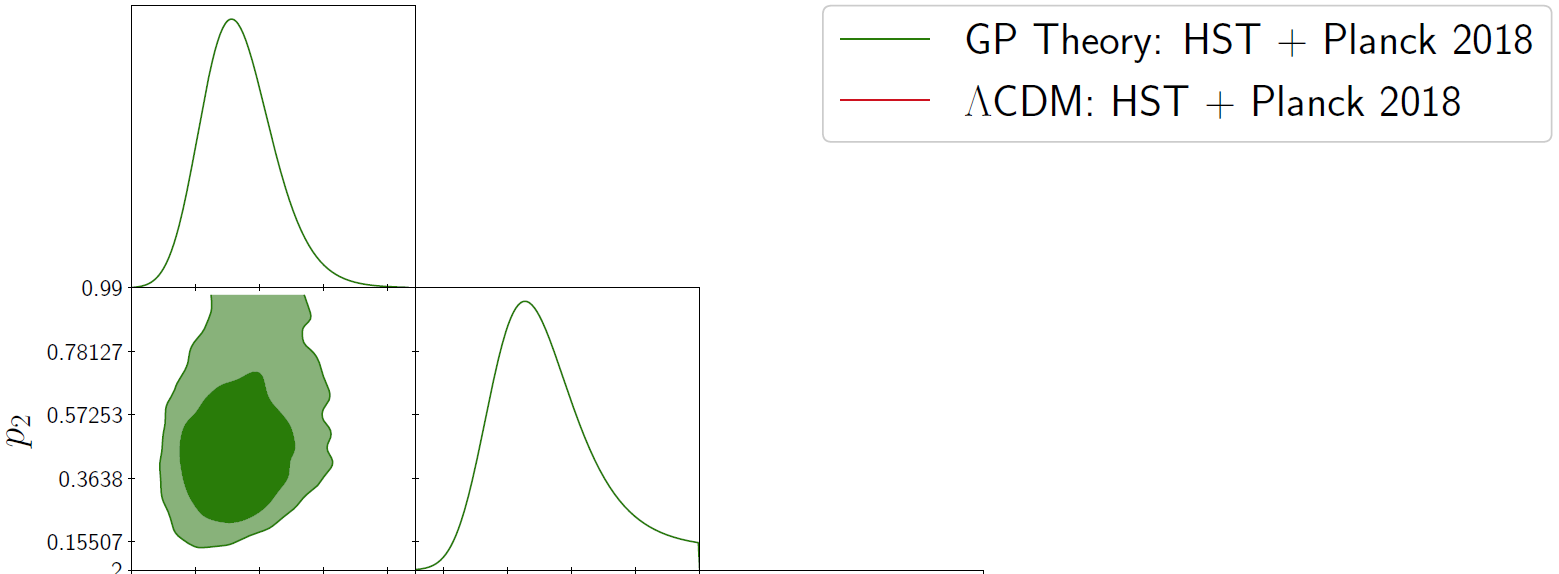 GP Theory: HST + Planck 2018
ΛCDM: HST + Planck 2018
0.99
0.78127
0.57253
p2
0.3638
0.15507
2